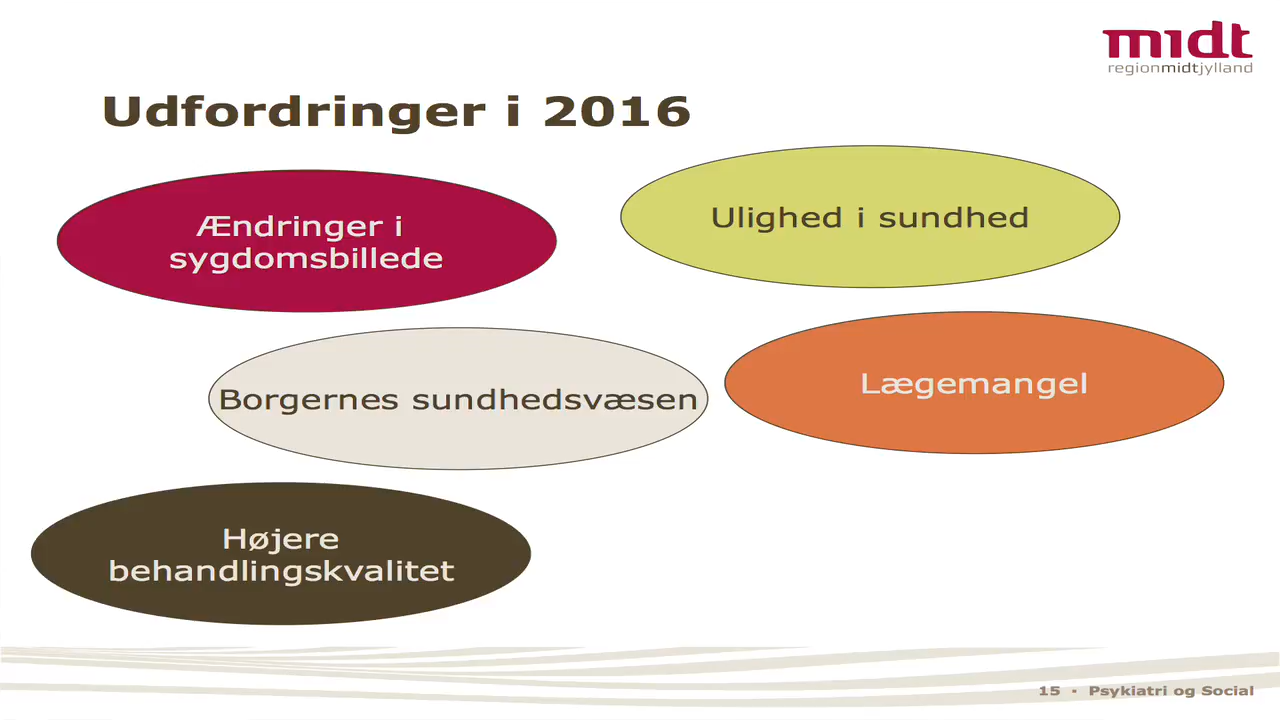 midt
regionmidtjylland
Udfordringer i 2016
Ændringer i
sygdomsbillede
Ulighed i sundhed
Borgernes sundhedsvæsen
Lægemangel
Højere
behandlingskvalitet
15 ▪ Psykiatri og Social